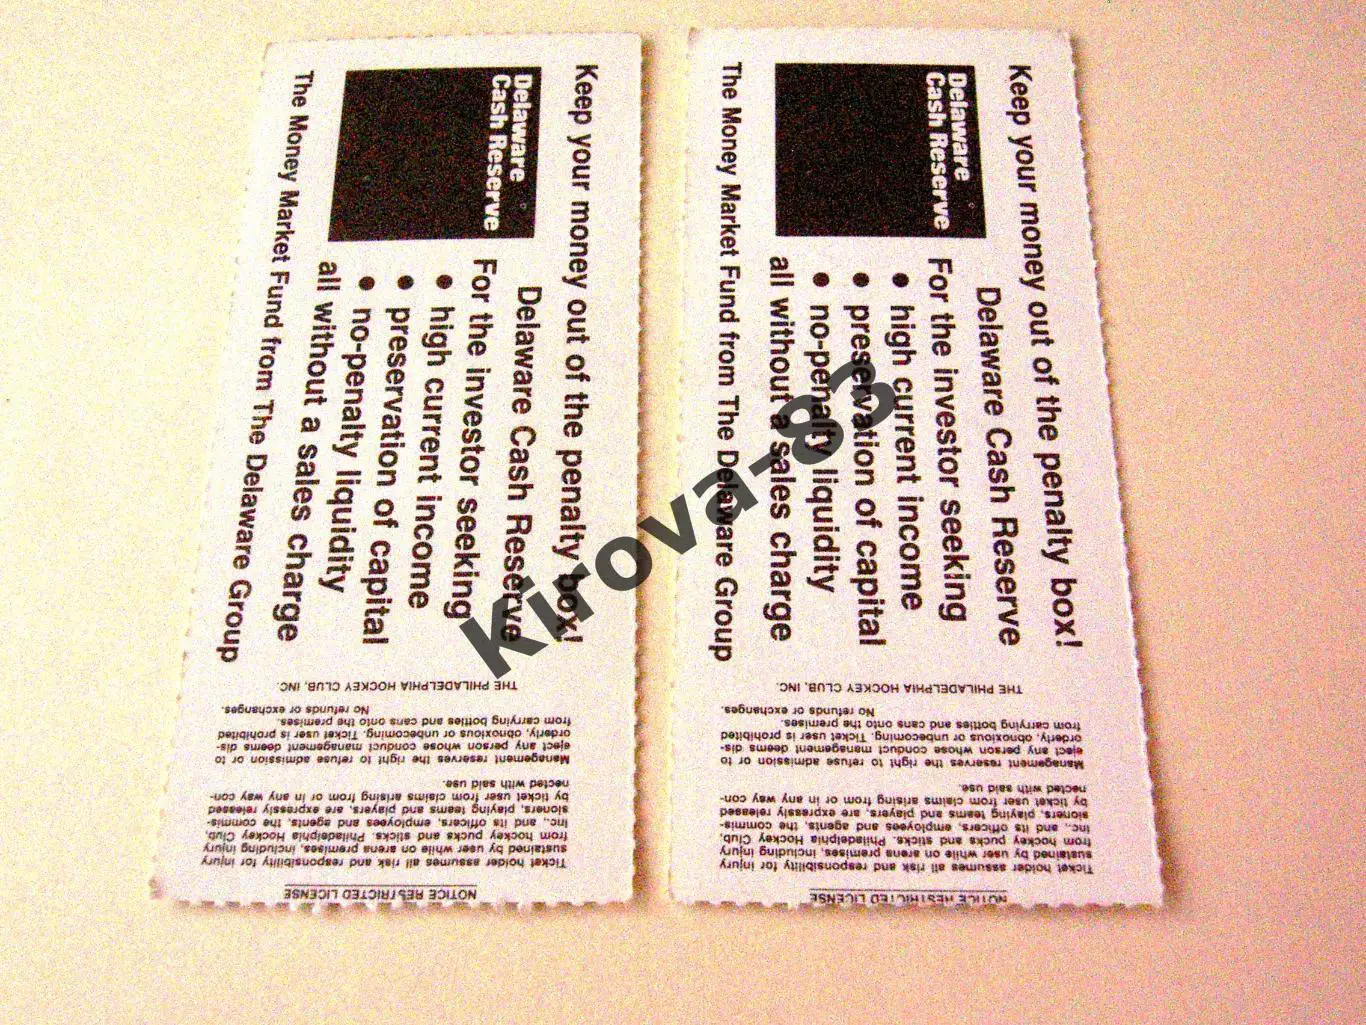 Keep your money out of the penalty box!
Delaware
Cash Reserve
Delaware Cash Reserve
For the investor seeking
● high current income
● preservation of capital
● no-penalty liquidity
all without a sales charge
The Money Market Fund from The Delaware Group
NOTICE RESTRICTED LICENSE
Ticket holder assumes all risk and responsibility for injury
sustained by user while on arena premises, including injury
from hockey pucks and sticks. Philadelphia Hockey Club,
Inc., and its officers, employees and agents, the commis-
sioners, playing teams and players, are expressly released
by ticket user from claims arising from or in any way con-
nected with said use.
Management reserves the right to refuse admission or to
eject any person whose conduct management deems dis-
orderly, obnoxious or unbecoming. Ticket user is prohibited
from carrying bottles and cans onto the premises.
No refunds or exchanges.
THE PHILADELPHIA HOCKEY CLUB, INC.
Keep your money out of the penalty box!
Delaware
Cash Reserve
Delaware Cash Reserve
For the investor seeking
● high current income
● preservation of capital
● no-penalty liquidity
all without a sales charge
The Money Market Fund from The Delaware Group
NOTICE RESTRICTED LICENSE
Ticket holder assumes all risk and responsibility for injury
sustained by user while on arena premises, including injury
from hockey pucks and sticks. Philadelphia Hockey Club,
Inc., and its officers, employees and agents, the commis-
sioners, playing teams and players, are expressly released
by ticket user from claims arising from or in any way con-
nected with said use.
Management reserves the right to refuse admission or to
eject any person whose conduct management deems dis-
orderly, obnoxious or unbecoming. Ticket user is prohibited
from carrying bottles and cans onto the premises.
No refunds or exchanges.
THE PHILADELPHIA HOCKEY CLUB, INC.
Kirova-83